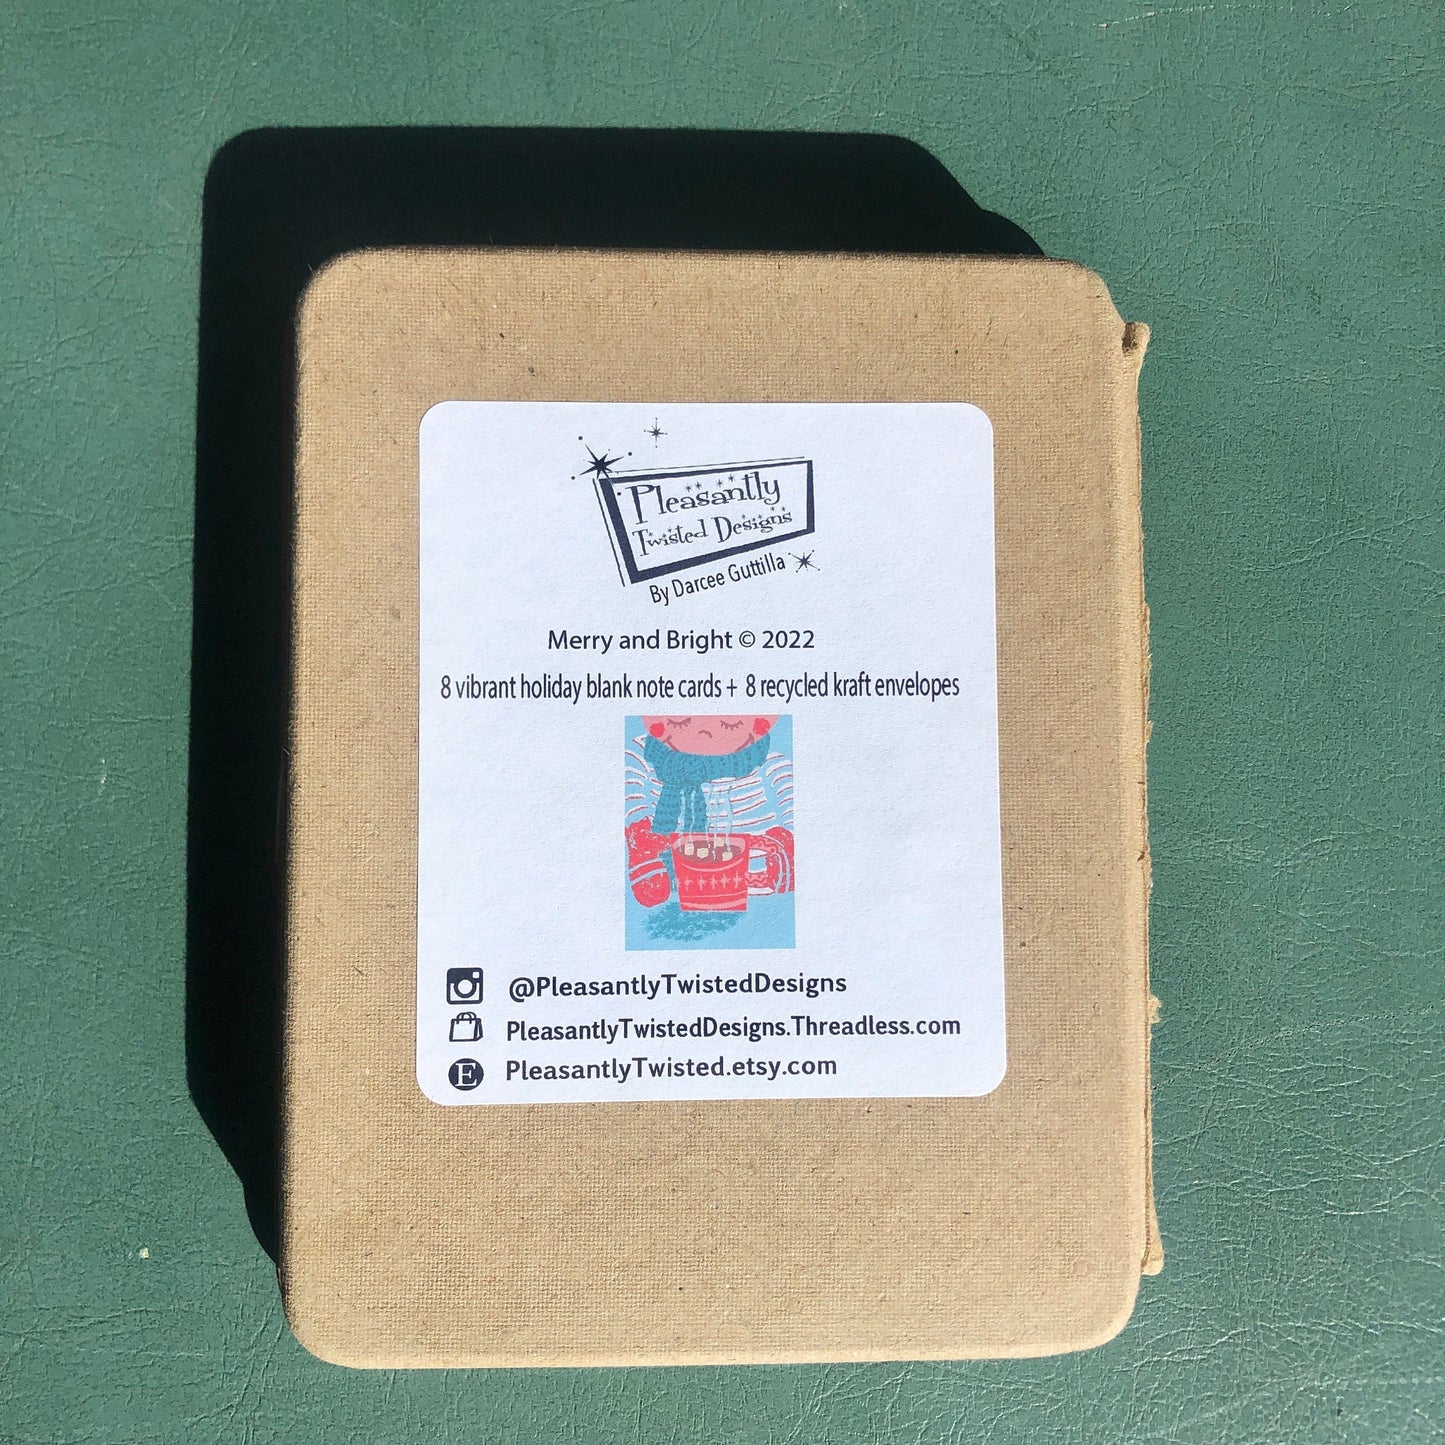 Pleasantly
Twisted Designs
By Darcee Guttilla
Merry and Bright © 2022
8 vibrant holiday blank note cards + 8 recycled kraft envelopes
@PleasantlyTwistedDesigns
PleasantlyTwistedDesigns.Threadless.com
E PleasantlyTwisted.etsy.com